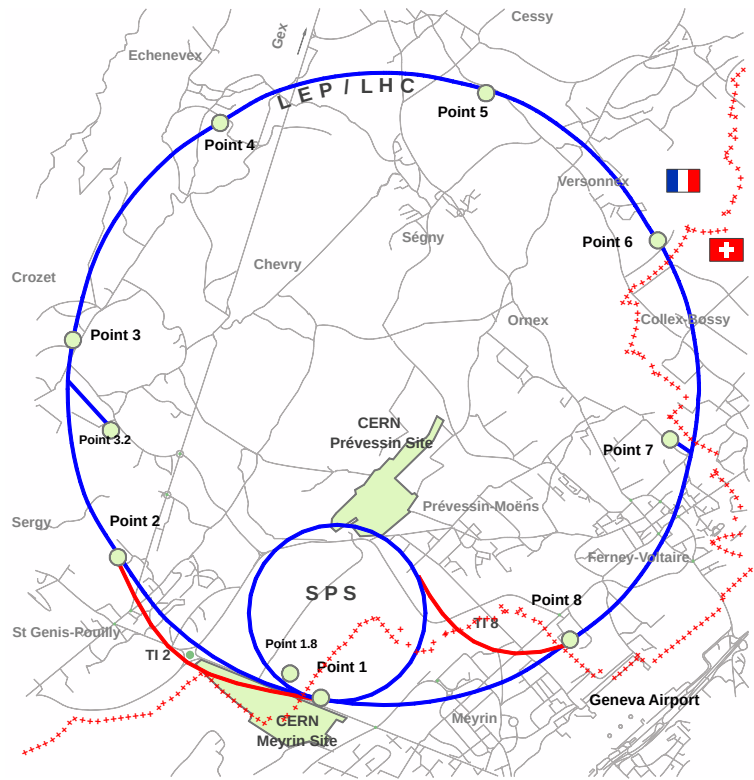 Cessy
Gex
Echenevex
LEP / LHC
Point 5
Point 4
Versonnex
Point 6
Ségny
Chevry
Crozet
Collex-Bossy
Ornex
Point 3
CERN
Prévessin Site
Point 3.2
Point 7
Prévessin-Moëns
Point 2
Sergy
Ferney-Voltaire
SPS
Point 8
TI 8
St Genis-Pouilly
Point 1.8
TI 2
Point 1
Geneva Airport
Meyrin
CERN
Meyrin Site